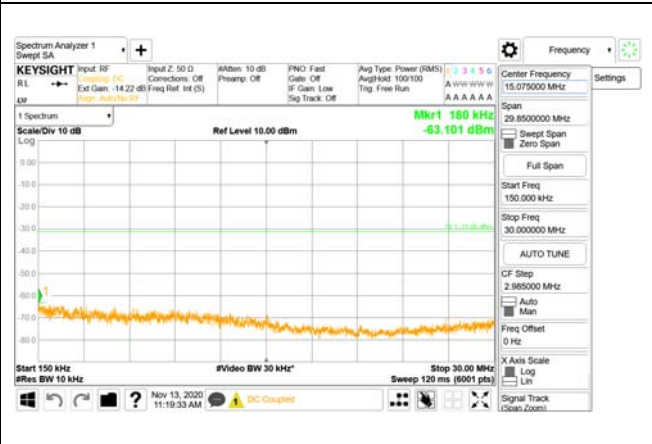 Spectrum Analyzer 1
Swept SA
Frequency
Settings
KEYSIGHT
RL
Input: RF
Coupling: DC
Ext Gain: -14.22 dB
Align: Auto/No RF
Input Z: 50 Ω
Corrections: Off
Freq Ref: Int (S)
#Atten: 10 dB
Preamp: Off
PNO: Fast
Gate: Off
IF Gain: Low
Sig Track: Off
Avg Type: Power (RMS)
Avg|Hold: 100/100
Trig: Free Run
1 2 3 4 5 6
A W W W W W
A A A A A A
1 Spectrum
Scale/Div 10 dB
Log
Ref Level 10.00 dBm
Mkr1 180 kHz
-63.101 dBm
0.00
-10.0
-20.0
-30.0
-40.0
-50.0
-60.0
-70.0
-80.0
1
Start 150 kHz
#Res BW 10 kHz
#Video BW 30 kHz*
Stop 30.00 MHz
Sweep 120 ms (6001 pts)
Center Frequency
15.075000 MHz
Span
29.8500000 MHz
Swept Span
Zero Span
Full Span
Start Freq
150.000 kHz
Stop Freq
30.000000 MHz
AUTO TUNE
CF Step
2.985000 MHz
Auto
Man
Freq Offset
0 Hz
X Axis Scale
Log
Lin
Signal Track
(Span Zoom)
?
Nov 13, 2020
11:19:33 AM
1
DC Coupled